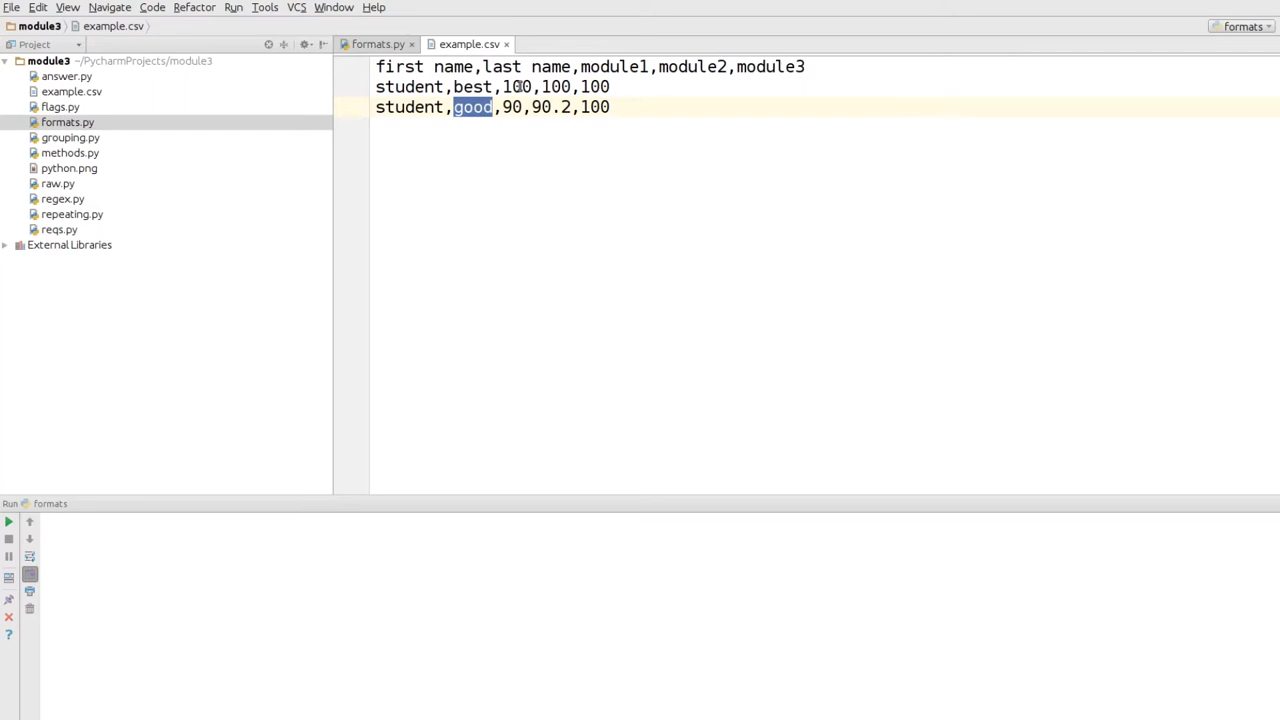 File Edit View Navigate Code Refactor Run Tools VCS Window Help
module3 example.csv formats
Project formats.py example.csv
module3 ~/PycharmProjects/module3
answer.py
example.csv
flags.py
formats.py
grouping.py
methods.py
python.png
raw.py
regex.py
repeating.py
reqs.py
External Libraries
first name,last name,module1,module2,module3
student,best,100,100,100
student,good,90,90.2,100
Run formats